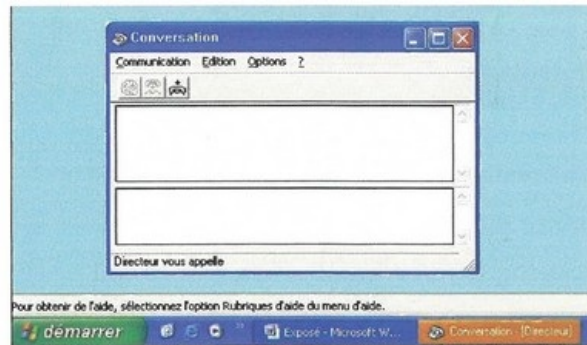 Conversation
Communication Edition Options ?
Directeur vous appelle
Pour obtenir de l'aide, sélectionnez l'option Rubriques d'aide du menu d'aide.
démarrer Exposé - Microsoft W... Conversation - [Directeur]